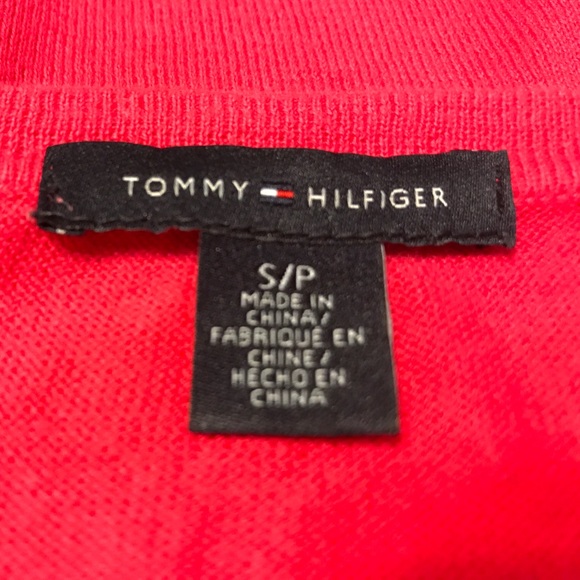 TOMMY HILFIGER
S/P
MADE IN
CHINA/
FABRIQUÉ EN
CHINE/
HECHO EN
CHINA